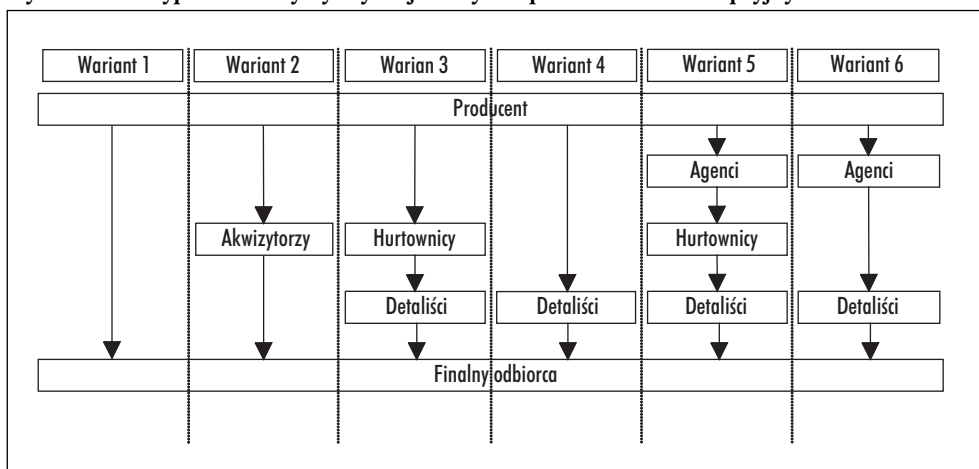 Wariant 1 Wariant 2 Warian 3 Wariant 4 Wariant 5 Wariant 6
Producent
Agenci Agenci
Akwizytorzy Hurtownicy Hurtownicy
Detaliści Detaliści Detaliści Detaliści
Finalny odbiorca